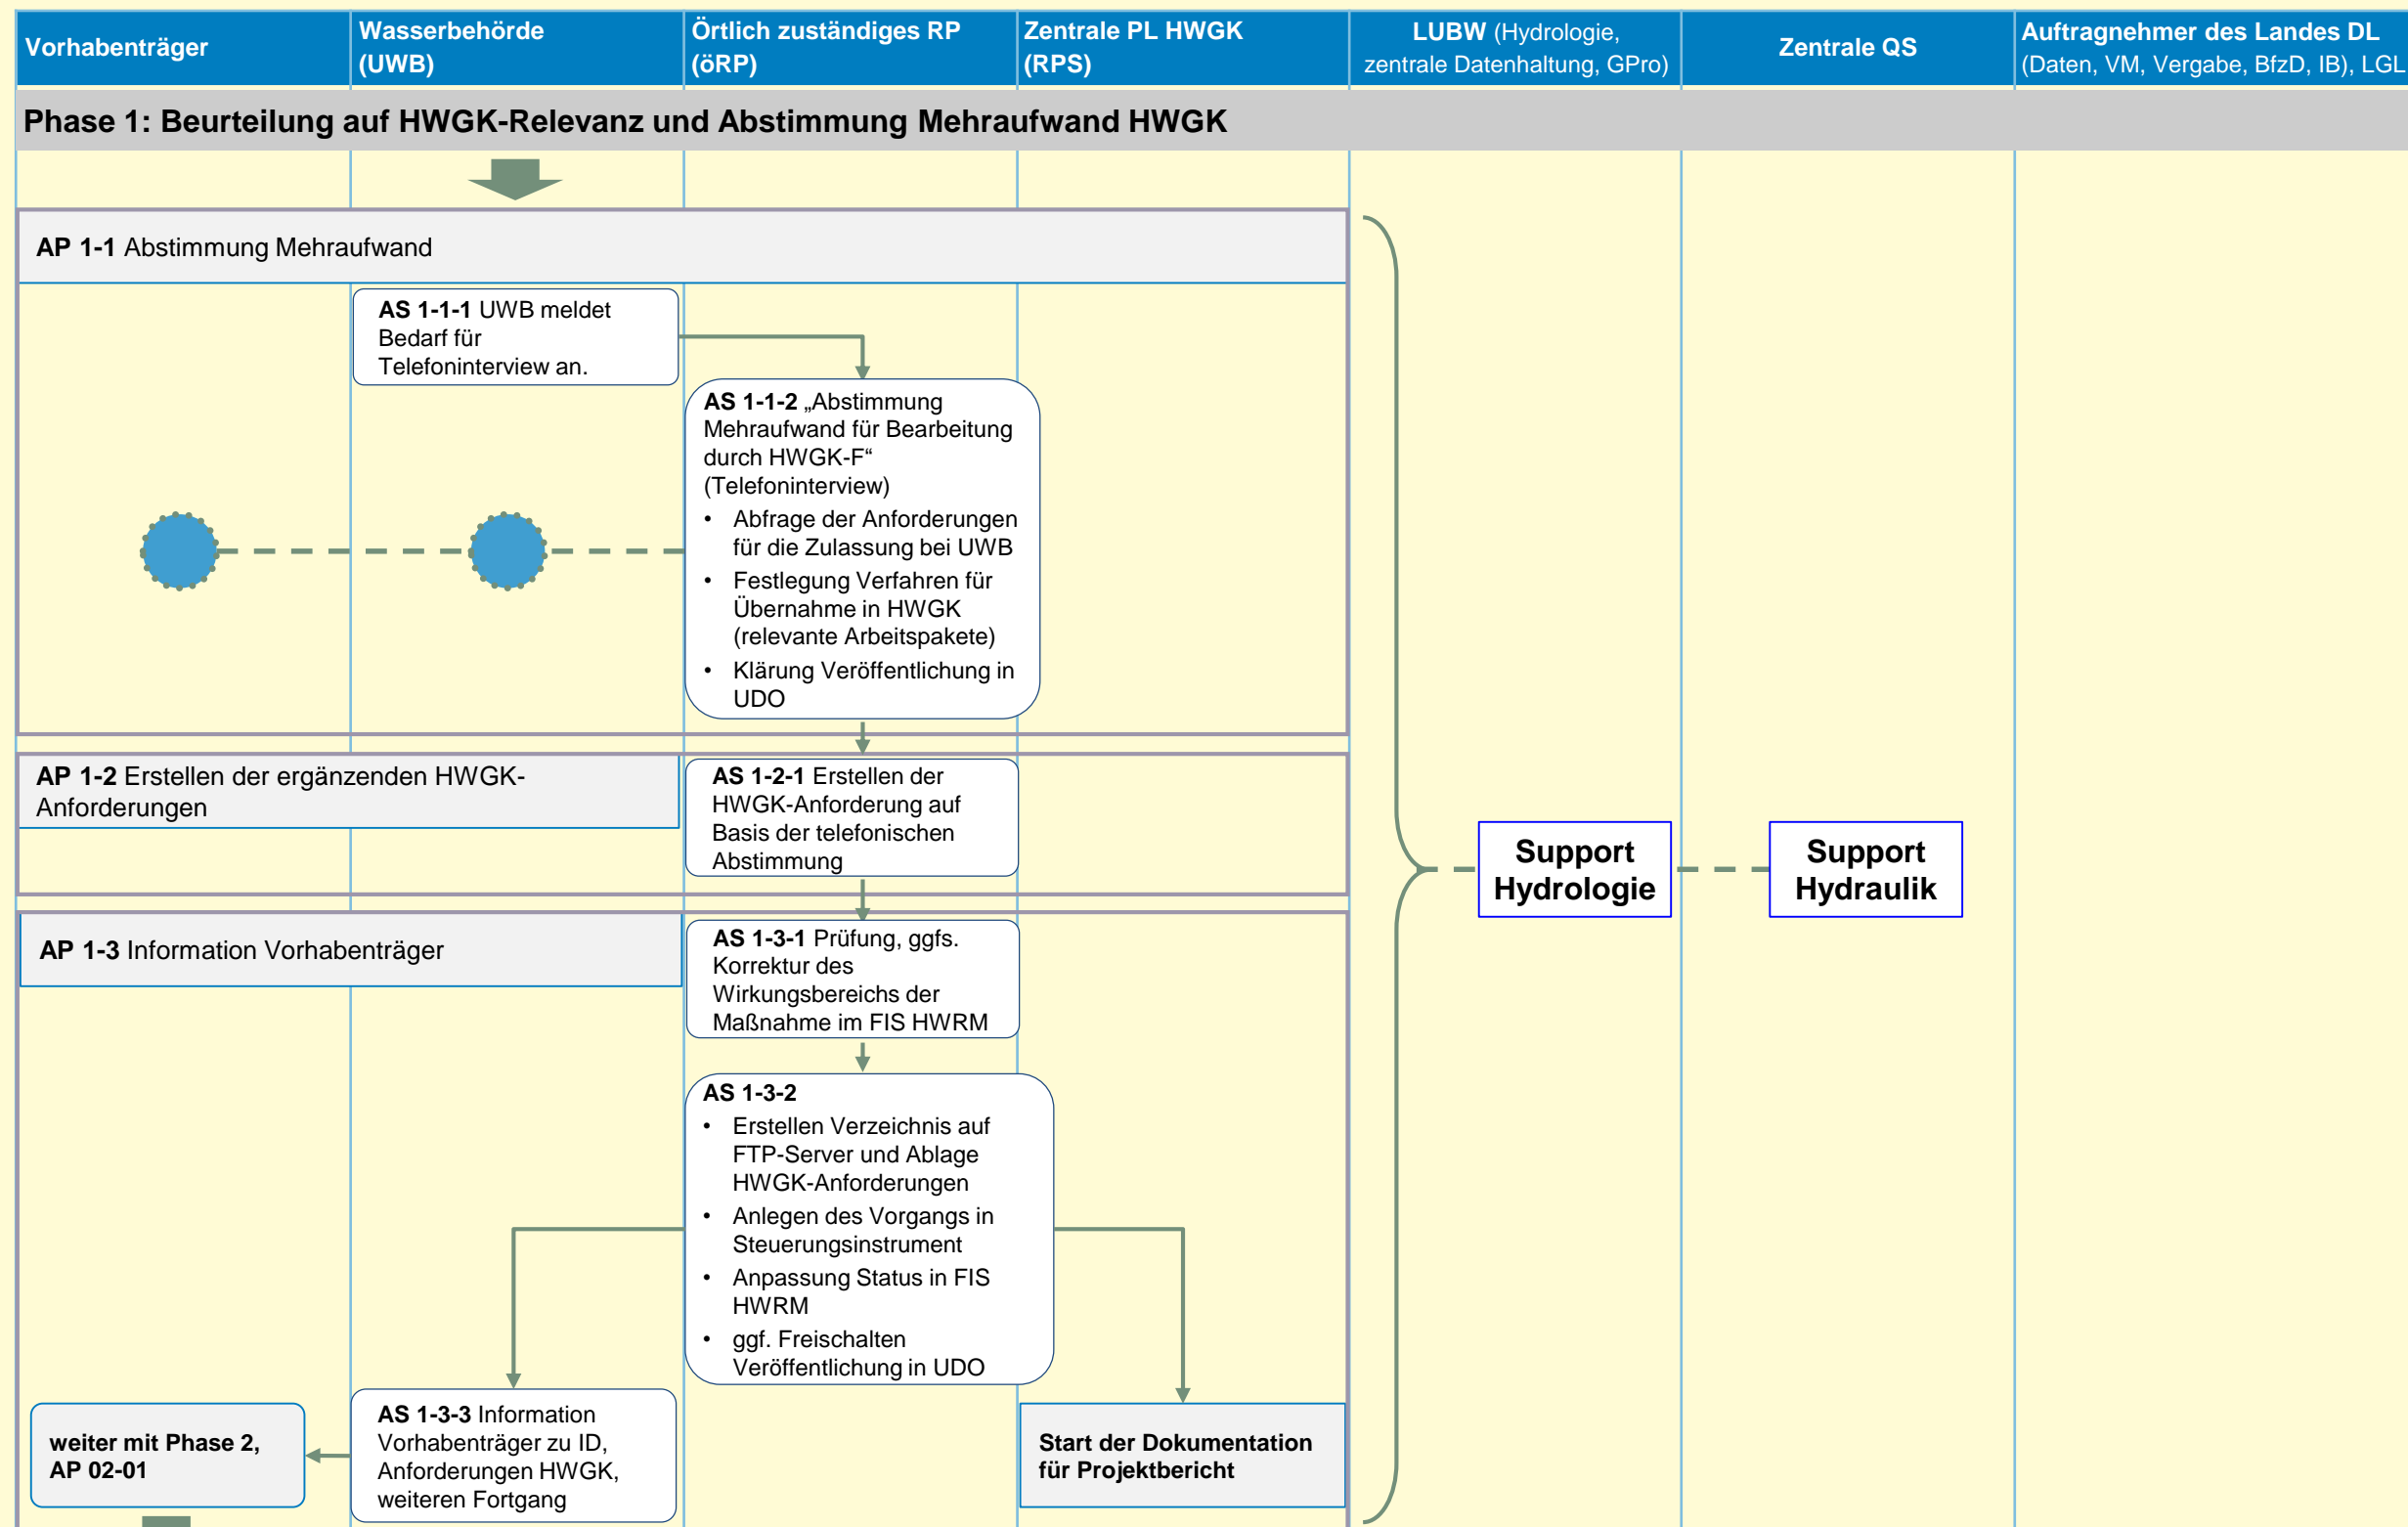 Vorhabenträger
Wasserbehörde
(UWB)
Örtlich zuständiges RP
(öRP)
Zentrale PL HWGK
(RPS)
LUBW (Hydrologie,
zentrale Datenhaltung, GPro)
Zentrale QS
Auftragnehmer des Landes DL
(Daten, VM, Vergabe, BfzD, IB), LGL
Phase 1: Beurteilung auf HWGK-Relevanz und Abstimmung Mehraufwand HWGK
AP 1-1 Abstimmung Mehraufwand
AS 1-1-1 UWB meldet
Bedarf für
Telefoninterview an.
AS 1-1-2 „Abstimmung
Mehraufwand für Bearbeitung
durch HWGK-F“
(Telefoninterview)
• Abfrage der Anforderungen
für die Zulassung bei UWB
• Festlegung Verfahren für
Übernahme in HWGK
(relevante Arbeitspakete)
• Klärung Veröffentlichung in
UDO
AP 1-2 Erstellen der ergänzenden HWGK-
Anforderungen
AS 1-2-1 Erstellen der
HWGK-Anforderung auf
Basis der telefonischen
Abstimmung
Support
Hydrologie
Support
Hydraulik
AP 1-3 Information Vorhabenträger
AS 1-3-1 Prüfung, ggfs.
Korrektur des
Wirkungsbereichs der
Maßnahme im FIS HWRM
AS 1-3-2
• Erstellen Verzeichnis auf
FTP-Server und Ablage
HWGK-Anforderungen
• Anlegen des Vorgangs in
Steuerungsinstrument
• Anpassung Status in FIS
HWRM
• ggf. Freischalten
Veröffentlichung in UDO
weiter mit Phase 2,
AP 02-01
AS 1-3-3 Information
Vorhabenträger zu ID,
Anforderungen HWGK,
weiteren Fortgang
Start der Dokumentation
für Projektbericht